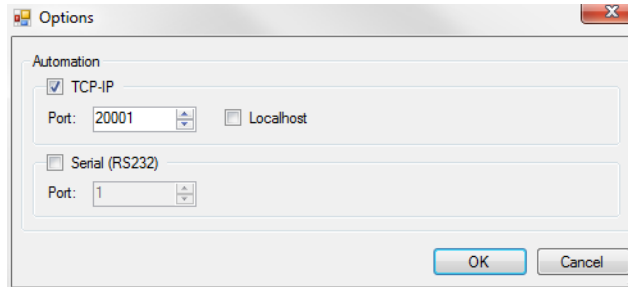 Options
Automation
TCP-IP
Port: 20001 Localhost
Serial (RS232)
Port: 1
OK Cancel